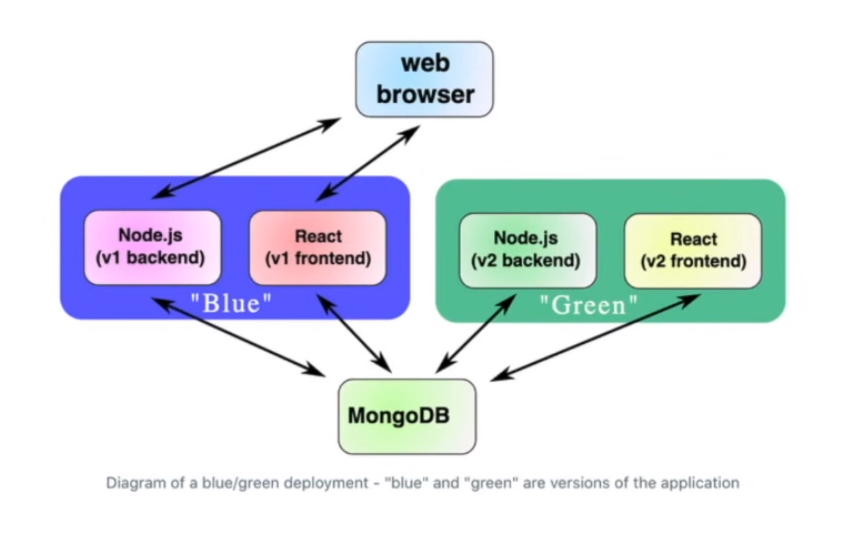 web
browser
Node.js
(v1 backend)
React
(v1 frontend)
"Blue"
Node.js
(v2 backend)
React
(v2 frontend)
"Green"
MongoDB
Diagram of a blue/green deployment - "blue" and "green" are versions of the application